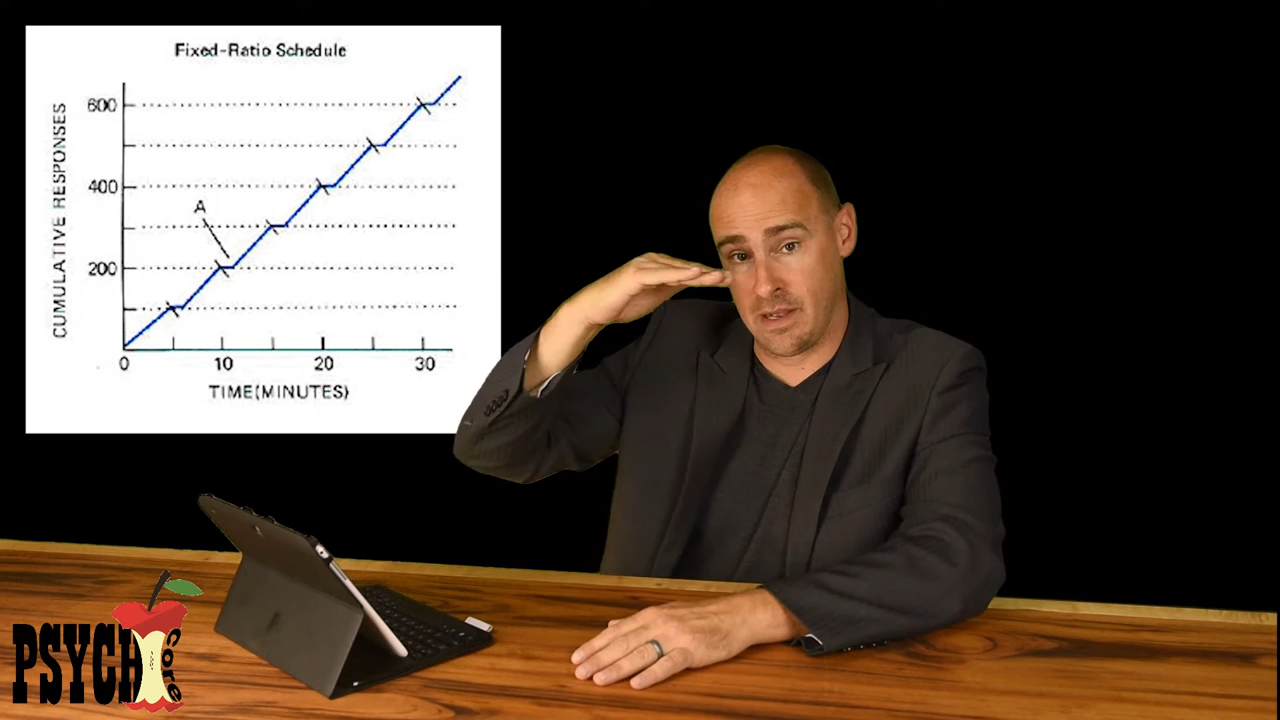 Fixed-Ratio Schedule
CUMULATIVE RESPONSES
600
400
200
A
0 10 20 30
TIME(MINUTES)
PSYCH
Core